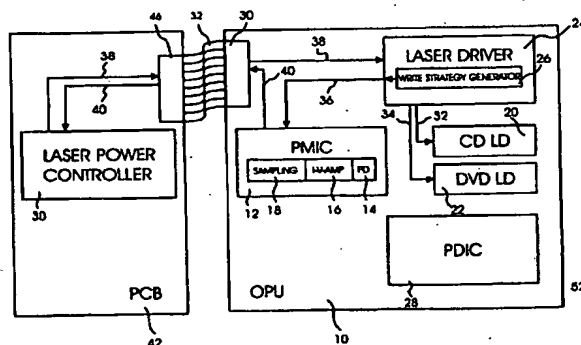 46
32
30
24
38
40
38
40
36
LASER DRIVER
WRITE STRATEGY GENERATOR
26
34
32
LASER POWER
CONTROLLER
30
PMIC
SAMPLING
I-V-AMP
PD
12
18
16
14
CD LD
20
DVD LD
22
PDIC
28
PCB
42
OPU
10
52